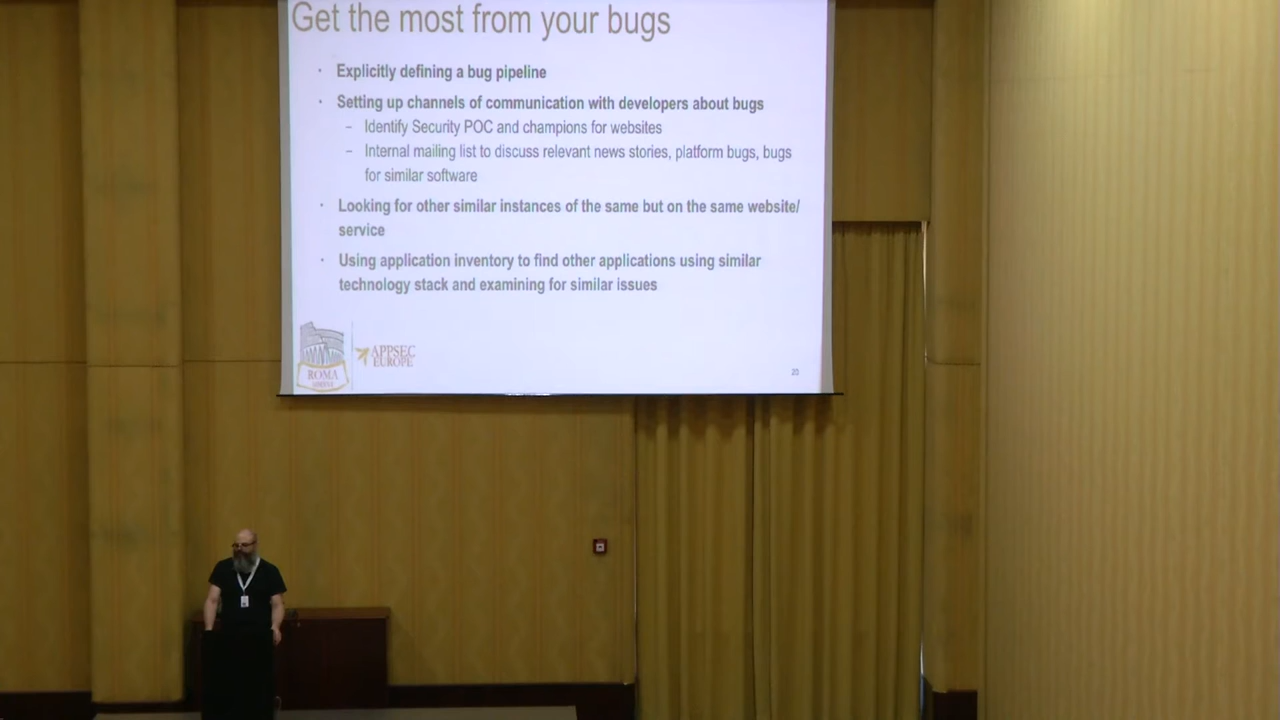 Get the most from your bugs
· Explicitly defining a bug pipeline
· Setting up channels of communication with developers about bugs
– Identify Security POC and champions for websites
– Internal mailing list to discuss relevant news stories, platform bugs, bugs
for similar software
· Looking for other similar instances of the same but on the same website/
service
· Using application inventory to find other applications using similar
technology stack and examining for similar issues
ROMA
APPSEC
EUROPE
20